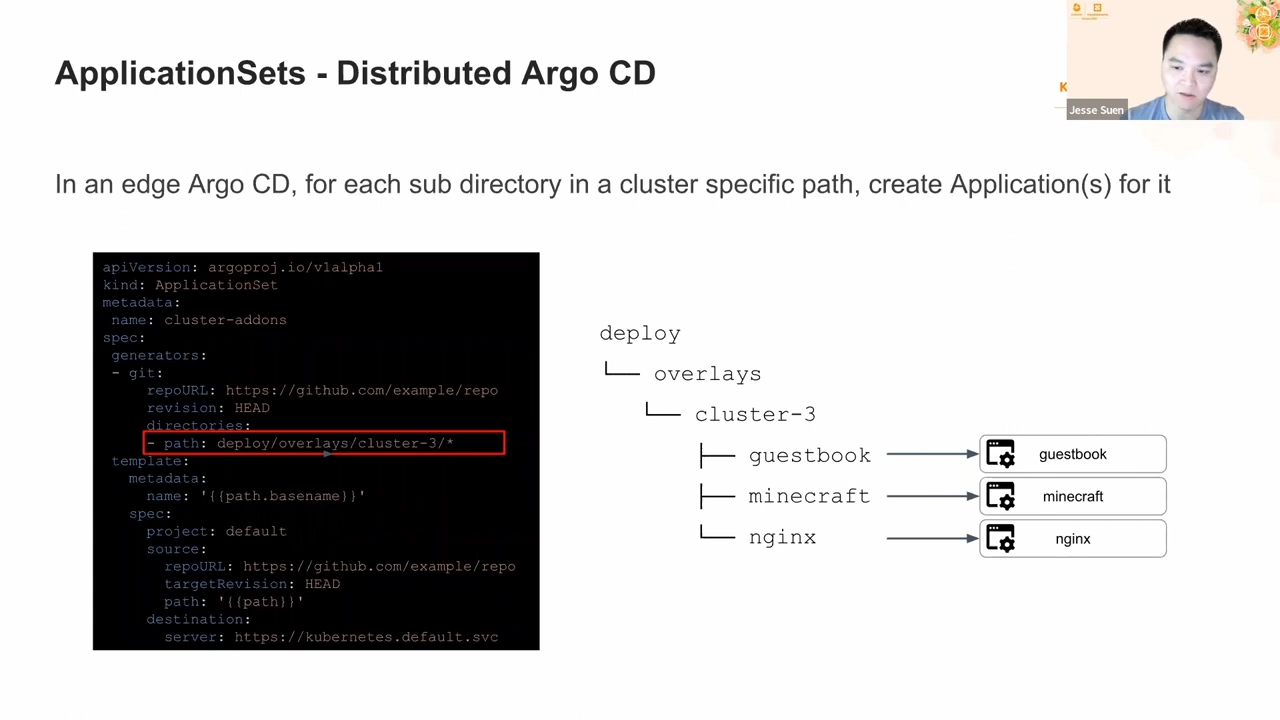 ApplicationSets - Distributed Argo CD
K
Jesse Suen
In an edge Argo CD, for each sub directory in a cluster specific path, create Application(s) for it
apiVersion: argoproj.io/v1alpha1
kind: ApplicationSet
metadata:
name: cluster-addons
spec:
generators:
- git:
repoURL: https://github.com/example/repo
revision: HEAD
directories:
- path: deploy/overlays/cluster-3/*
template:
metadata:
name: '{{path.basename}}'
spec:
project: default
source:
repoURL: https://github.com/example/repo
targetRevision: HEAD
path: '{{path}}'
destination:
server: https://kubernetes.default.svc
deploy
└── overlays
└── cluster-3
├── guestbook
├── minecraft
└── nginx
guestbook
minecraft
nginx